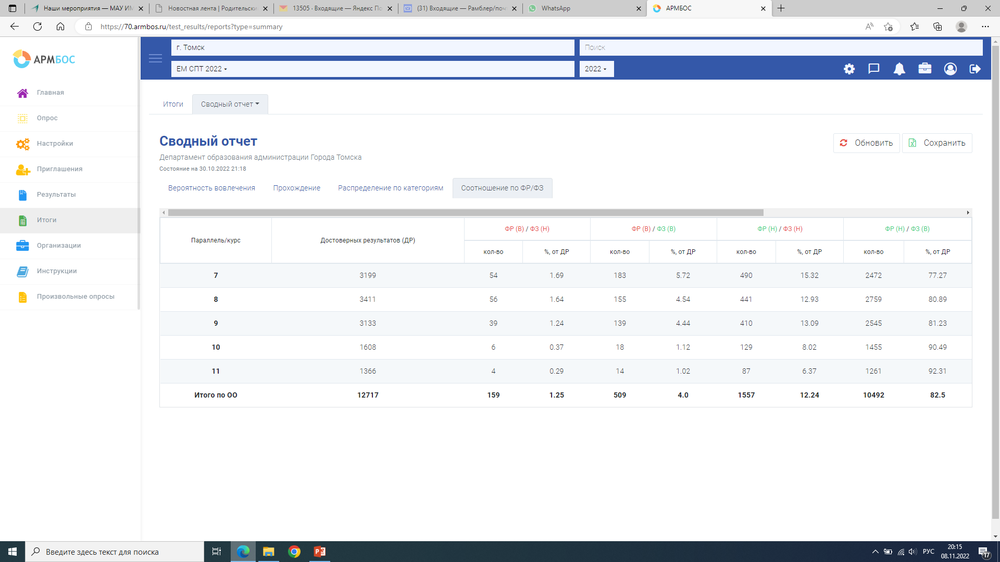 Наши мероприятия — МАУ ИМ
Новостная лента | Родительски
13505 · Входящие — Яндекс По
(31) Входящие — Рамблер/поч
WhatsApp
АРМБОС
https://70.armbos.ru/test_results/reports?type=summary
АРМБОС
г. Томск
Поиск
ЕМ СПТ 2022
2022
Главная
Опрос
Настройки
Приглашения
Результаты
Итоги
Организации
Инструкции
Произвольные опросы
Итоги
Сводный отчет
Сводный отчет
Обновить
Сохранить
Департамент образования администрации Города Томска
Состояние на 30.10.2022 21:18
Вероятность вовлечения
Прохождение
Распределение по категориям
Соотношение по ФР/ФЗ
Параллель/курс
Достоверных результатов (ДР)
ФР (В) / ФЗ (Н)
ФР (В) / ФЗ (В)
ФР (Н) / ФЗ (Н)
ФР (Н) / ФЗ (В)
кол-во %, от ДР кол-во %, от ДР кол-во %, от ДР кол-во %, от ДР
7 3199 54 1.69 183 5.72 490 15.32 2472 77.27
8 3411 56 1.64 155 4.54 441 12.93 2759 80.89
9 3133 39 1.24 139 4.44 410 13.09 2545 81.23
10 1608 6 0.37 18 1.12 129 8.02 1455 90.49
11 1366 4 0.29 14 1.02 87 6.37 1261 92.31
Итого по ОО 12717 159 1.25 509 4.0 1557 12.24 10492 82.5
Введите здесь текст для поиска
РУС
20:15
08.11.2022
17